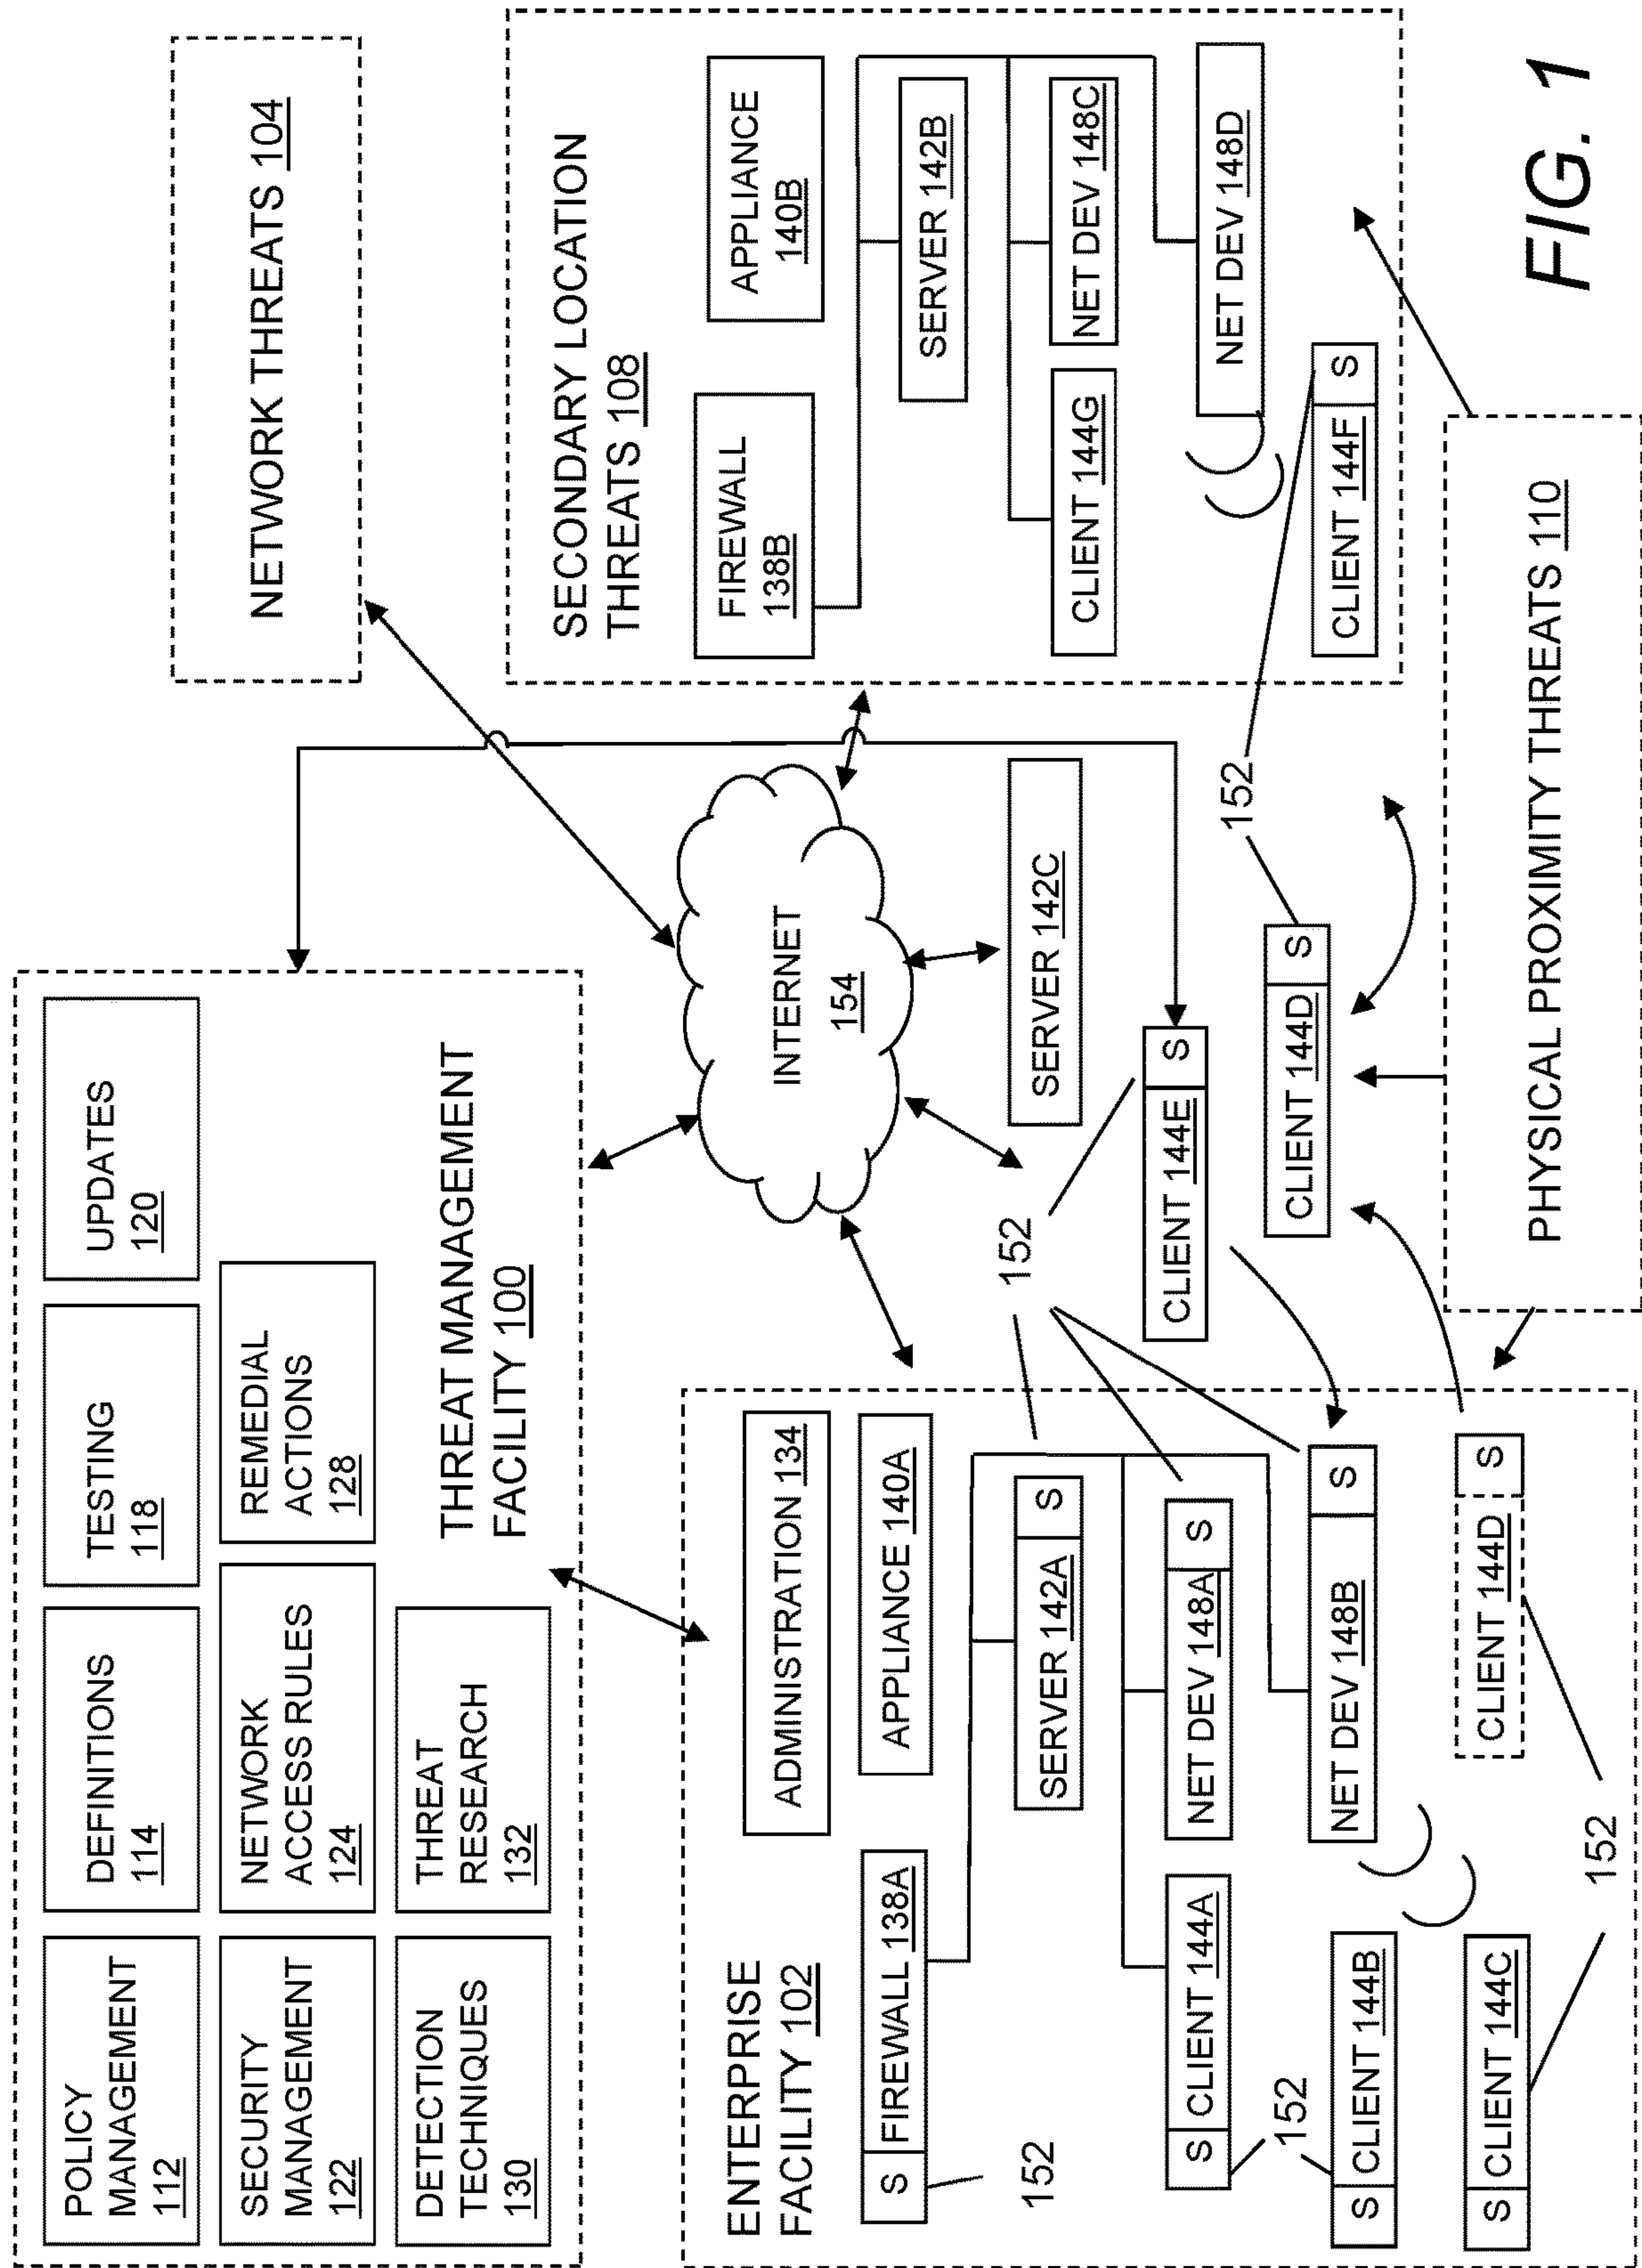 POLICY
MANAGEMENT
112
DEFINITIONS
114
TESTING
118
UPDATES
120
SECURITY
MANAGEMENT
122
NETWORK
ACCESS RULES
124
REMEDIAL
ACTIONS
128
DETECTION
TECHNIQUES
130
THREAT
RESEARCH
132
THREAT MANAGEMENT
FACILITY 100
NETWORK THREATS 104
INTERNET
154
SECONDARY LOCATION
THREATS 108
FIREWALL
138B
APPLIANCE
140B
SERVER 142B
CLIENT 144G
NET DEV 148C
NET DEV 148D
CLIENT 144F S
ENTERPRISE
FACILITY 102
ADMINISTRATION 134
S FIREWALL 138A
APPLIANCE 140A
152
SERVER 142A S
152
SERVER 142C
S CLIENT 144A
NET DEV 148A S
CLIENT 144E S
152
152
S CLIENT 144B
NET DEV 148B S
CLIENT 144D S
S CLIENT 144C
CLIENT 144D S
152
PHYSICAL PROXIMITY THREATS 110
FIG. 1